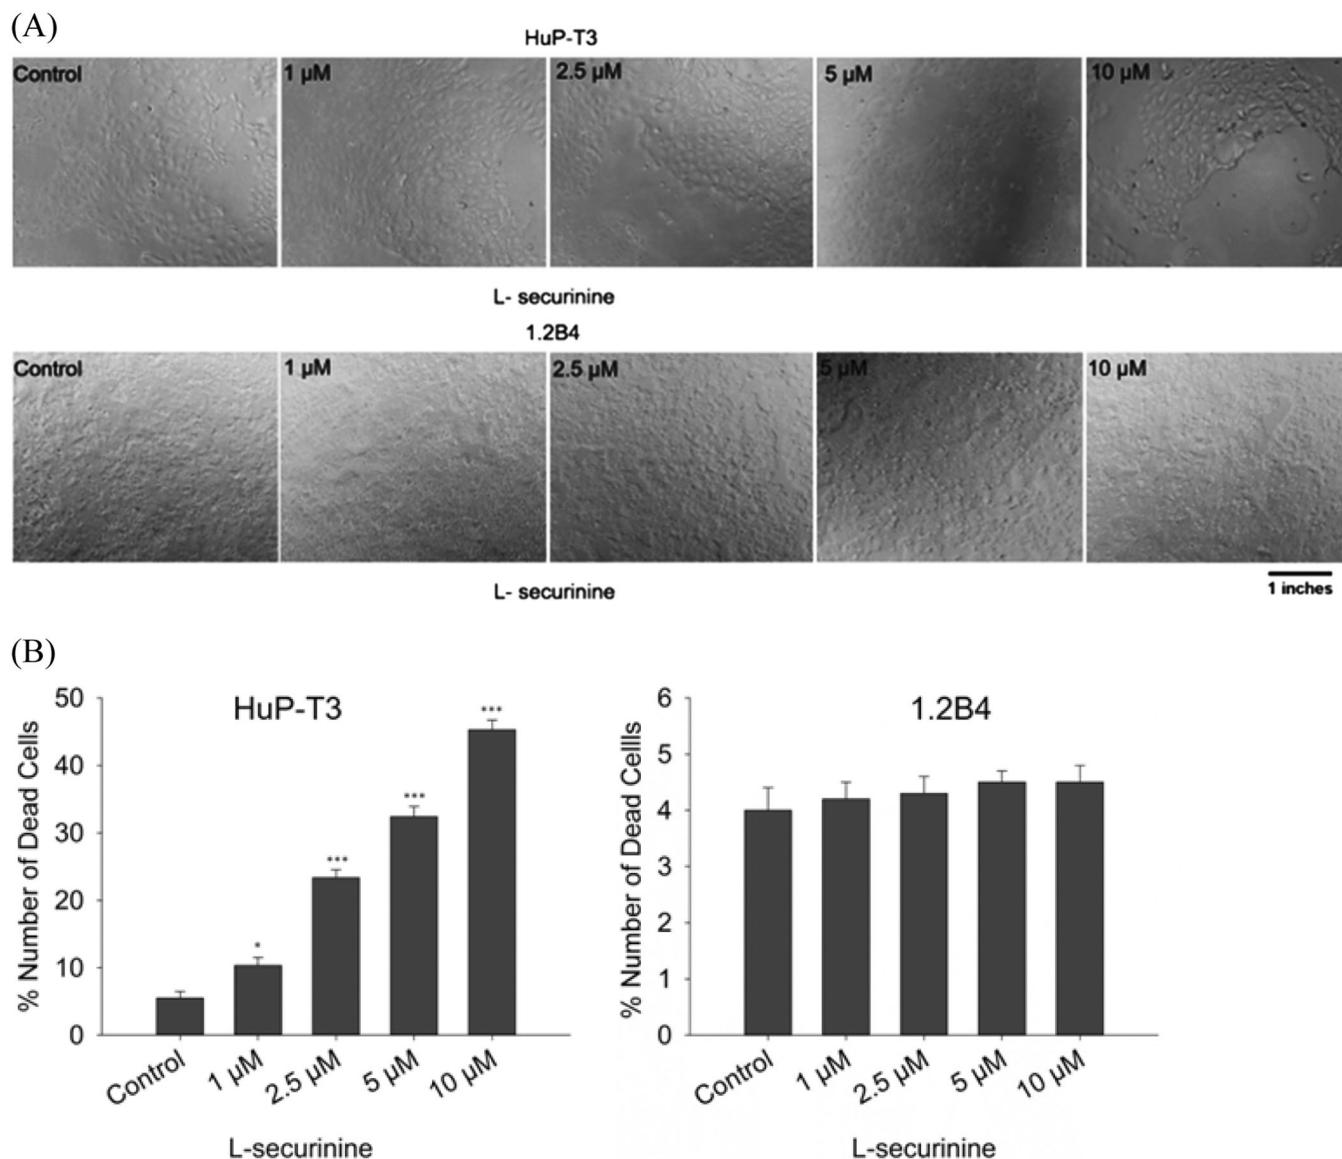 (A)
HuP-T3
Control 1 µM 2.5 µM 5 µM 10 µM
L- securinine
1.2B4
Control 1 µM 2.5 µM 5 µM 10 µM
L- securinine
1 inches
(B)
HuP-T3
% Number of Dead Cells
50
40
30
20
10
0
* *** *** ***
Control 1 µM 2.5 µM 5 µM 10 µM
L-securinine
1.2B4
% Number of Dead Cellls
6
5
4
3
2
1
0
Control 1 µM 2.5 µM 5 µM 10 µM
L-securinine